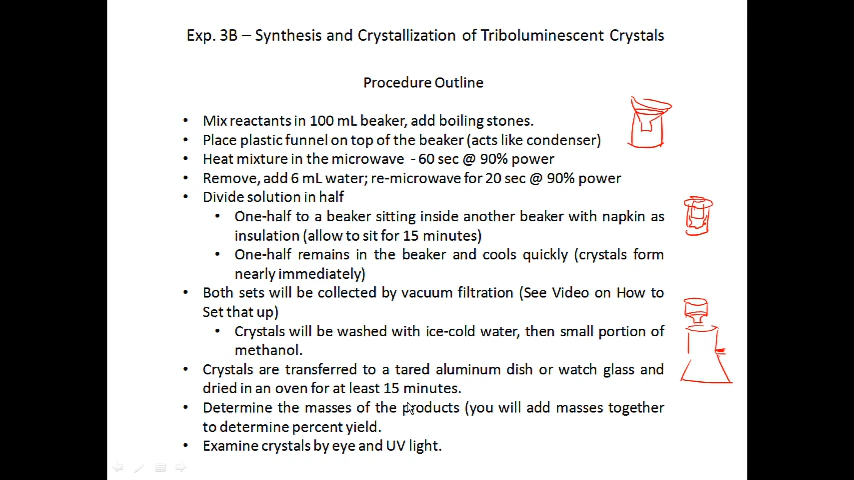 Exp. 3B – Synthesis and Crystallization of Triboluminescent Crystals
Procedure Outline
• Mix reactants in 100 mL beaker, add boiling stones.
• Place plastic funnel on top of the beaker (acts like condenser)
• Heat mixture in the microwave - 60 sec @ 90% power
• Remove, add 6 mL water; re-microwave for 20 sec @ 90% power
• Divide solution in half
• One-half to a beaker sitting inside another beaker with napkin as
insulation (allow to sit for 15 minutes)
• One-half remains in the beaker and cools quickly (crystals form
nearly immediately)
• Both sets will be collected by vacuum filtration (See Video on How to
Set that up)
• Crystals will be washed with ice-cold water, then small portion of
methanol.
• Crystals are transferred to a tared aluminum dish or watch glass and
dried in an oven for at least 15 minutes.
• Determine the masses of the products (you will add masses together
to determine percent yield.
• Examine crystals by eye and UV light.